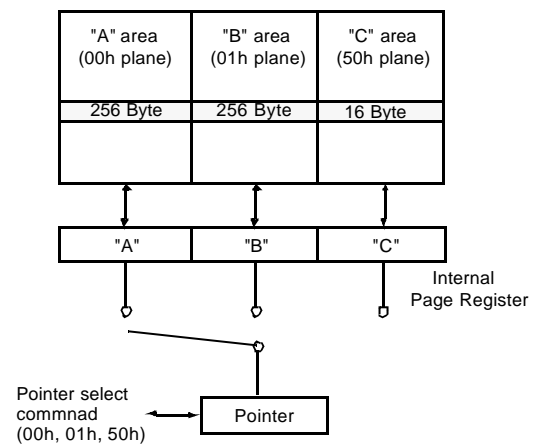 "A" area
(00h plane)
"B" area
(01h plane)
"C" area
(50h plane)
256 Byte
256 Byte
16 Byte
"A"
"B"
"C"
Internal
Page Register
Pointer select
commnad
(00h, 01h, 50h)
Pointer